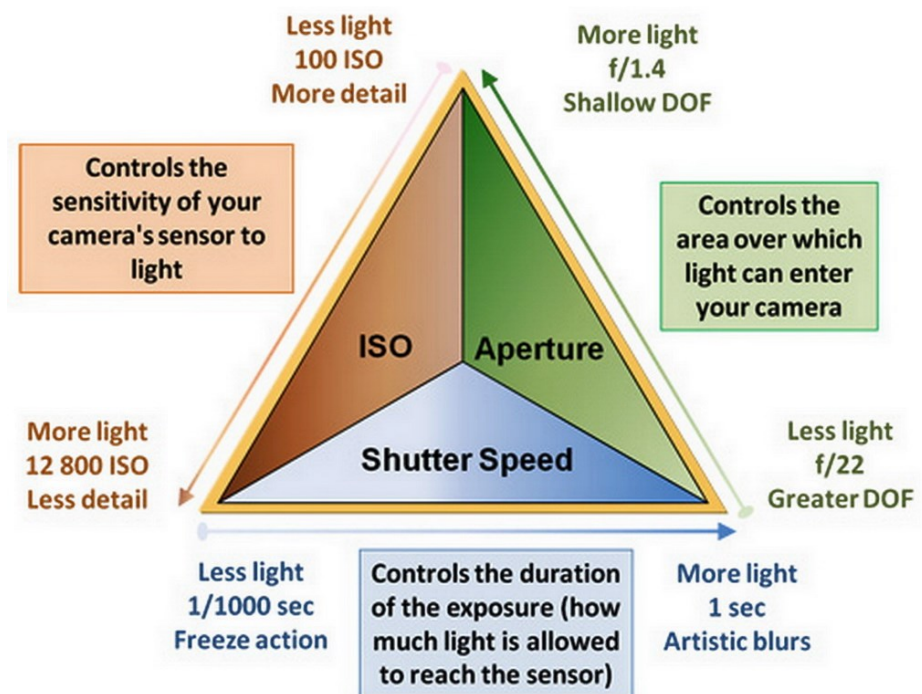 Less light
100 ISO
More detail
More light
f/1.4
Shallow DOF
Controls the
sensitivity of your
camera's sensor to
light
Controls the
area over which
light can enter
your camera
ISO
Aperture
Shutter Speed
More light
12 800 ISO
Less detail
Less light
f/22
Greater DOF
Less light
1/1000 sec
Freeze action
Controls the duration
of the exposure (how
much light is allowed
to reach the sensor)
More light
1 sec
Artistic blurs